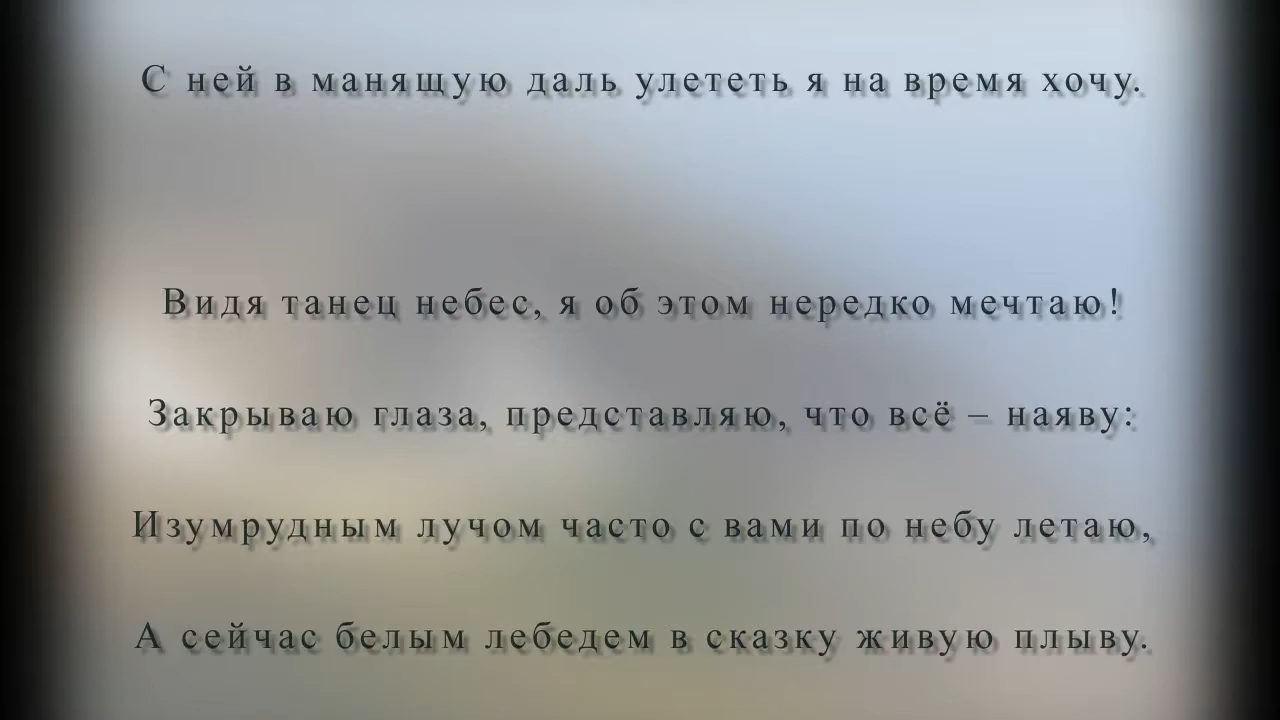 С ней в манящую даль улететь я на время хочу.
Видя танец небес, я об этом нередко мечтаю!
Закрываю глаза, представляю, что всё – наяву:
Изумрудным лучом часто с вами по небу летаю,
А сейчас белым лебедем в сказку живую плыву.